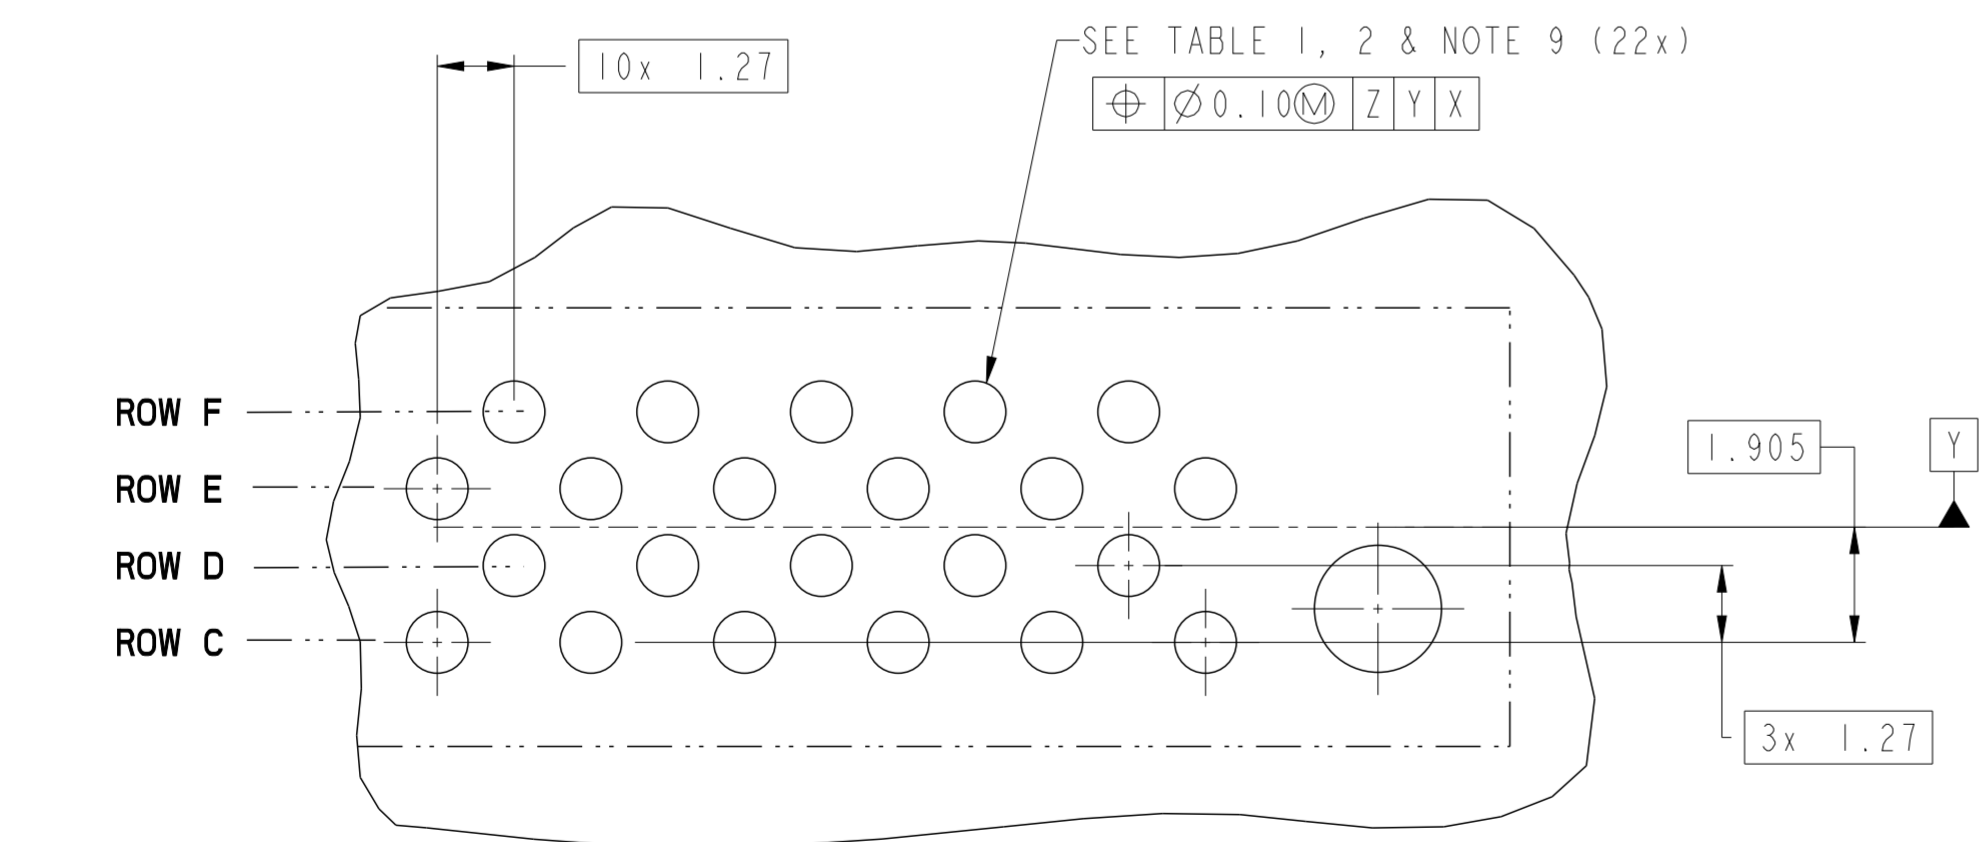 10x 1.27
SEE TABLE 1, 2 & NOTE 9 (22x)
⌖ Ø0.10Ⓜ Z Y X
ROW F
ROW E
ROW D
ROW C
1.905
Y
3x 1.27